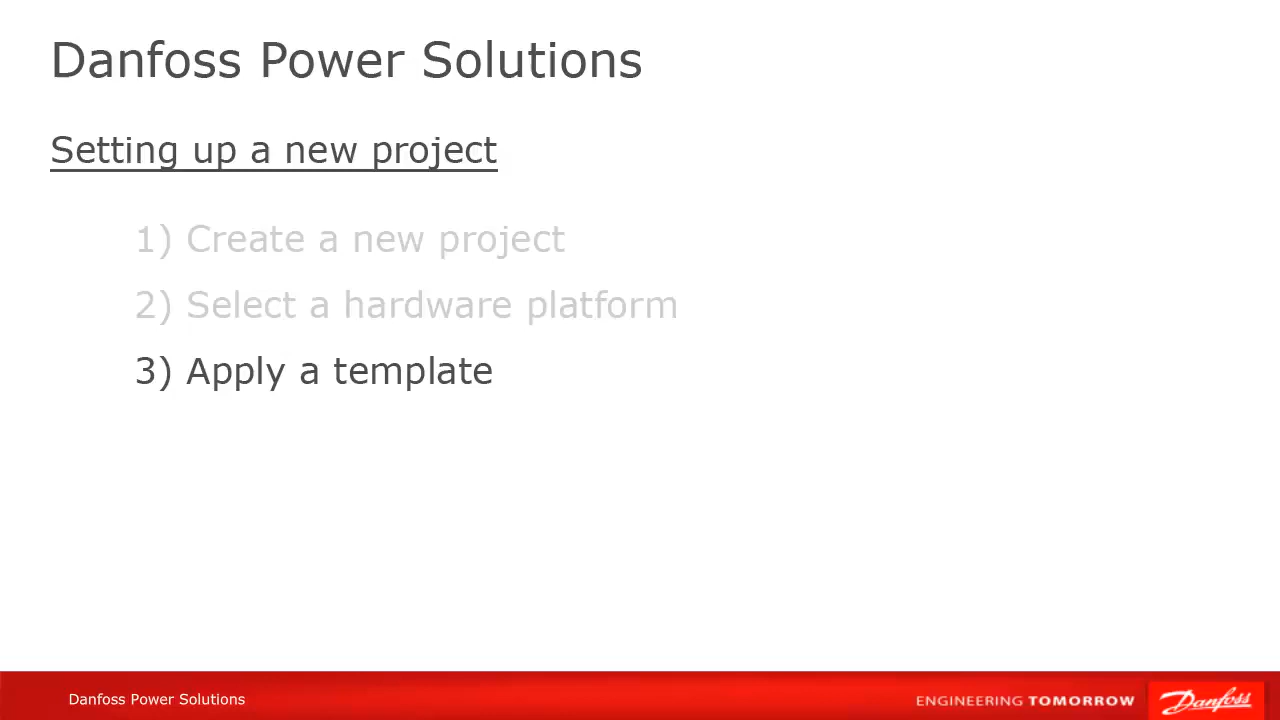 Danfoss Power Solutions
Setting up a new project
1) Create a new project
2) Select a hardware platform
3) Apply a template
Danfoss Power Solutions
ENGINEERING TOMORROW
Danfoss